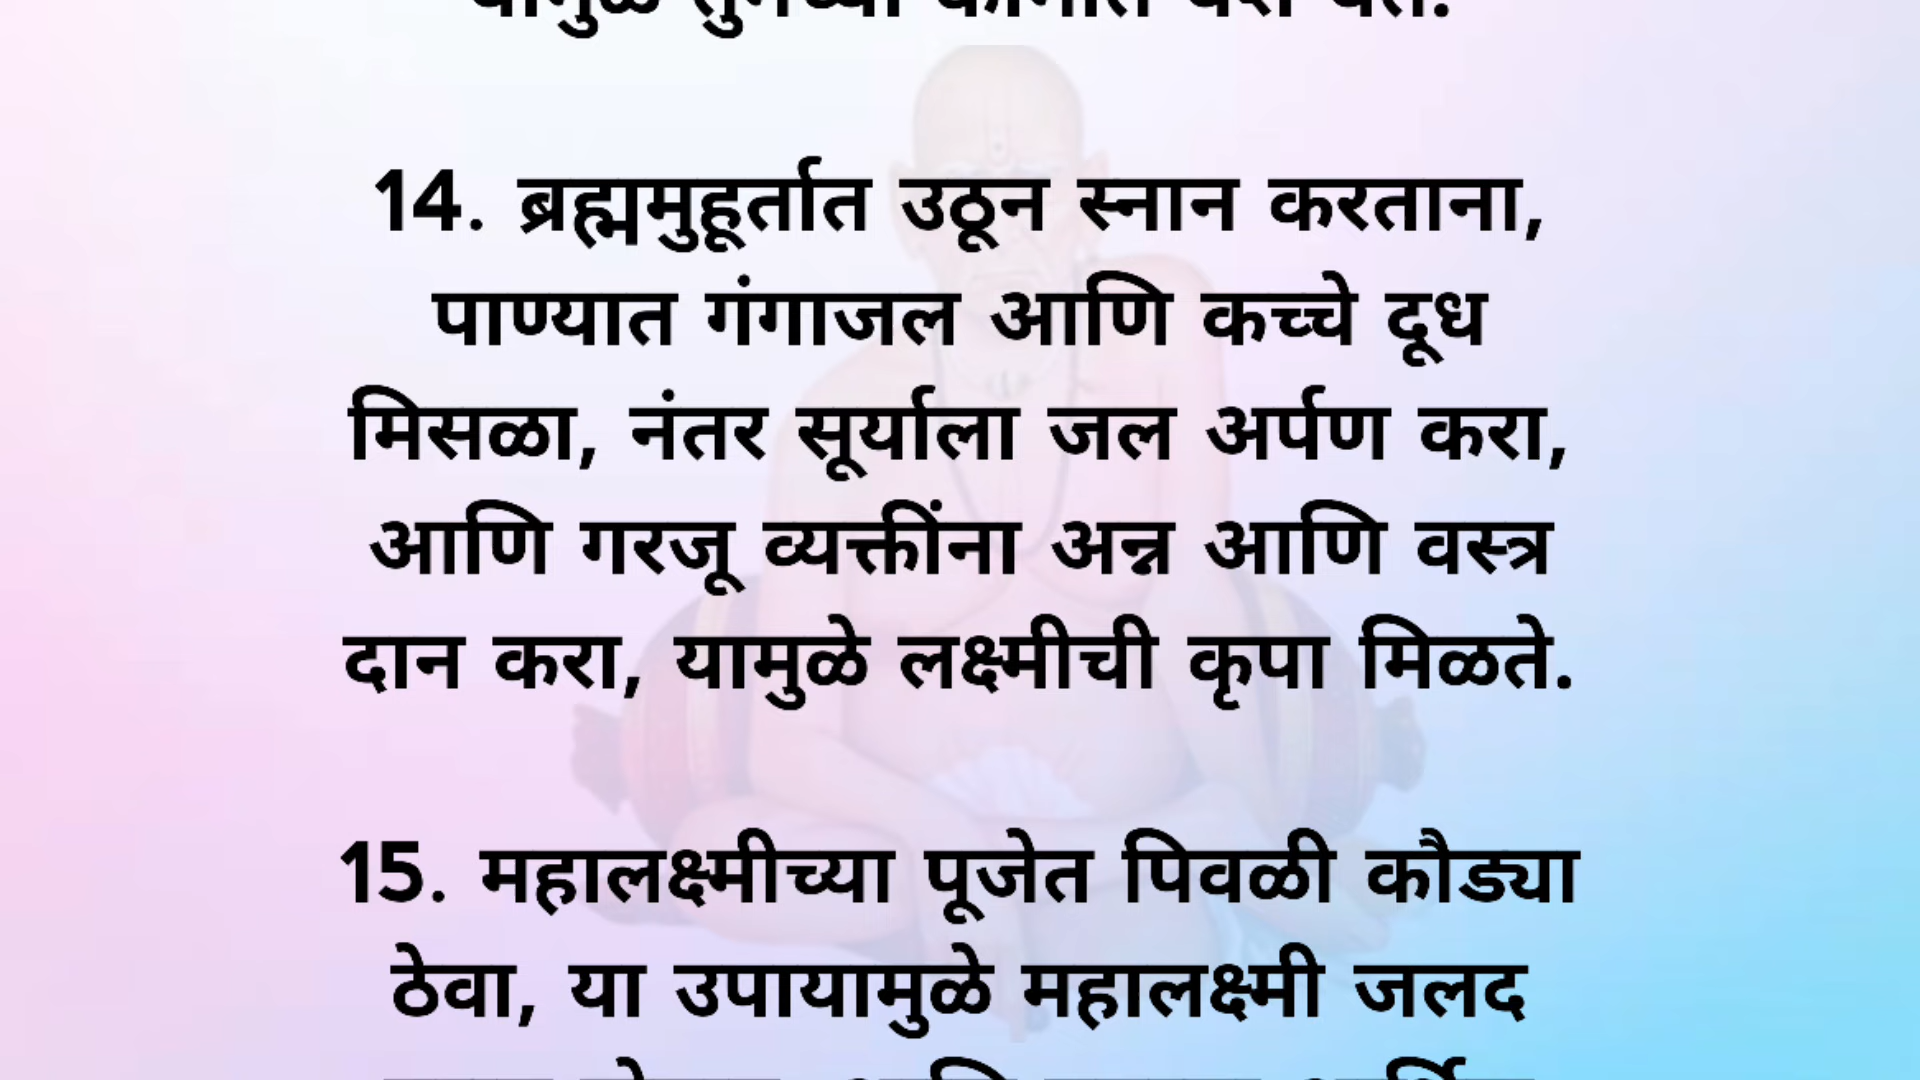 14. ब्रह्ममुहूर्तात उठून स्नान करताना,
पाण्यात गंगाजल आणि कच्चे दूध
मिसळा, नंतर सूर्याला जल अर्पण करा,
आणि गरजू व्यक्तींना अन्न आणि वस्त्र
दान करा, यामुळे लक्ष्मीची कृपा मिळते.
15. महालक्ष्मीच्या पूजेत पिवळी कौड्या
ठेवा, या उपायामुळे महालक्ष्मी जलद